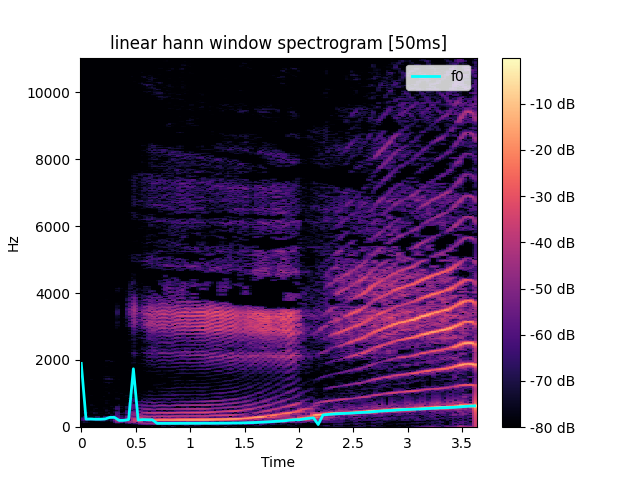 linear hann window spectrogram [50ms]
f0
10000
8000
6000
4000
2000
0
Hz
0
0.5
1
1.5
2
2.5
3
3.5
Time
-10 dB
-20 dB
-30 dB
-40 dB
-50 dB
-60 dB
-70 dB
-80 dB